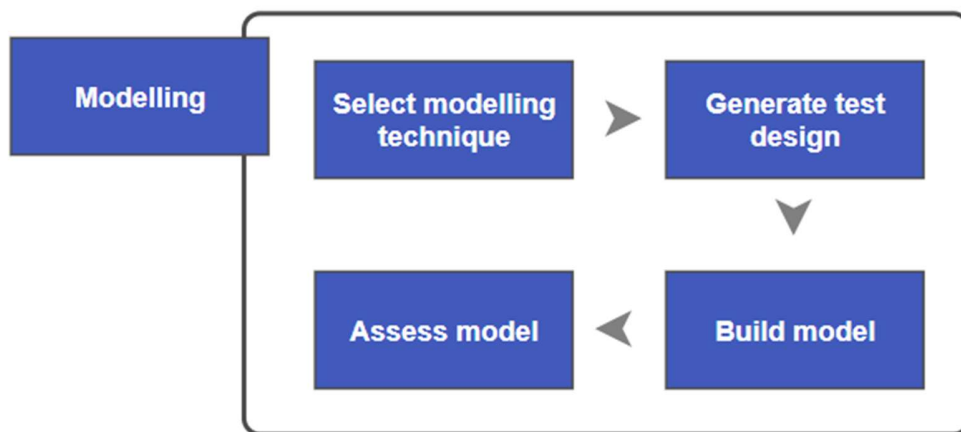 Modelling
Select modelling
technique
Generate test
design
Assess model
Build model